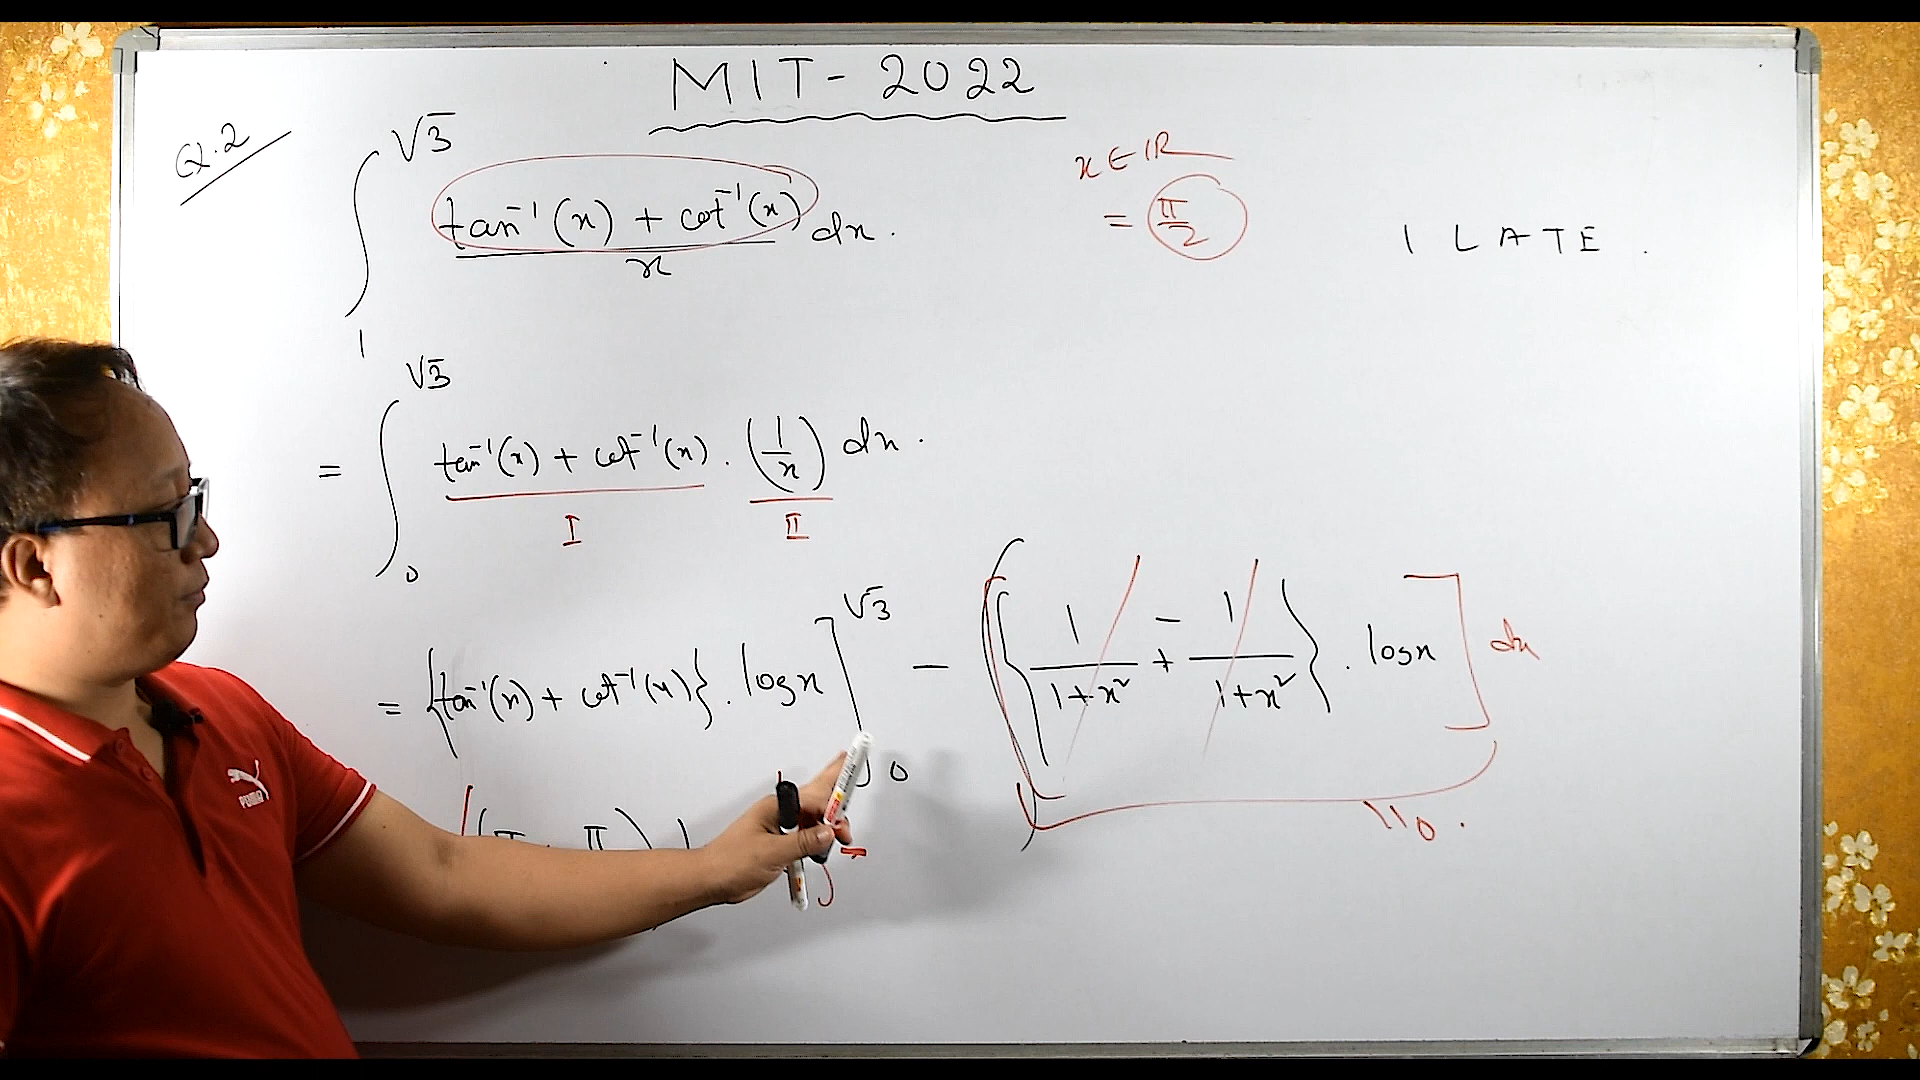 MIT - 2022
Q.2
∫₁^√3 (tan⁻¹(x) + cot⁻¹(x))/x dx.
x ∈ IR
= π/2
I L A T E .
= ∫₀^√3 tan⁻¹(x) + cot⁻¹(x) . (1/x) dx.
I II
= {tan⁻¹(x) + cot⁻¹(x)} . log x]₀^√3 − [{1/(1+x²) −+ 1/(1+x²)} . log x] dx
0 .
PUMA